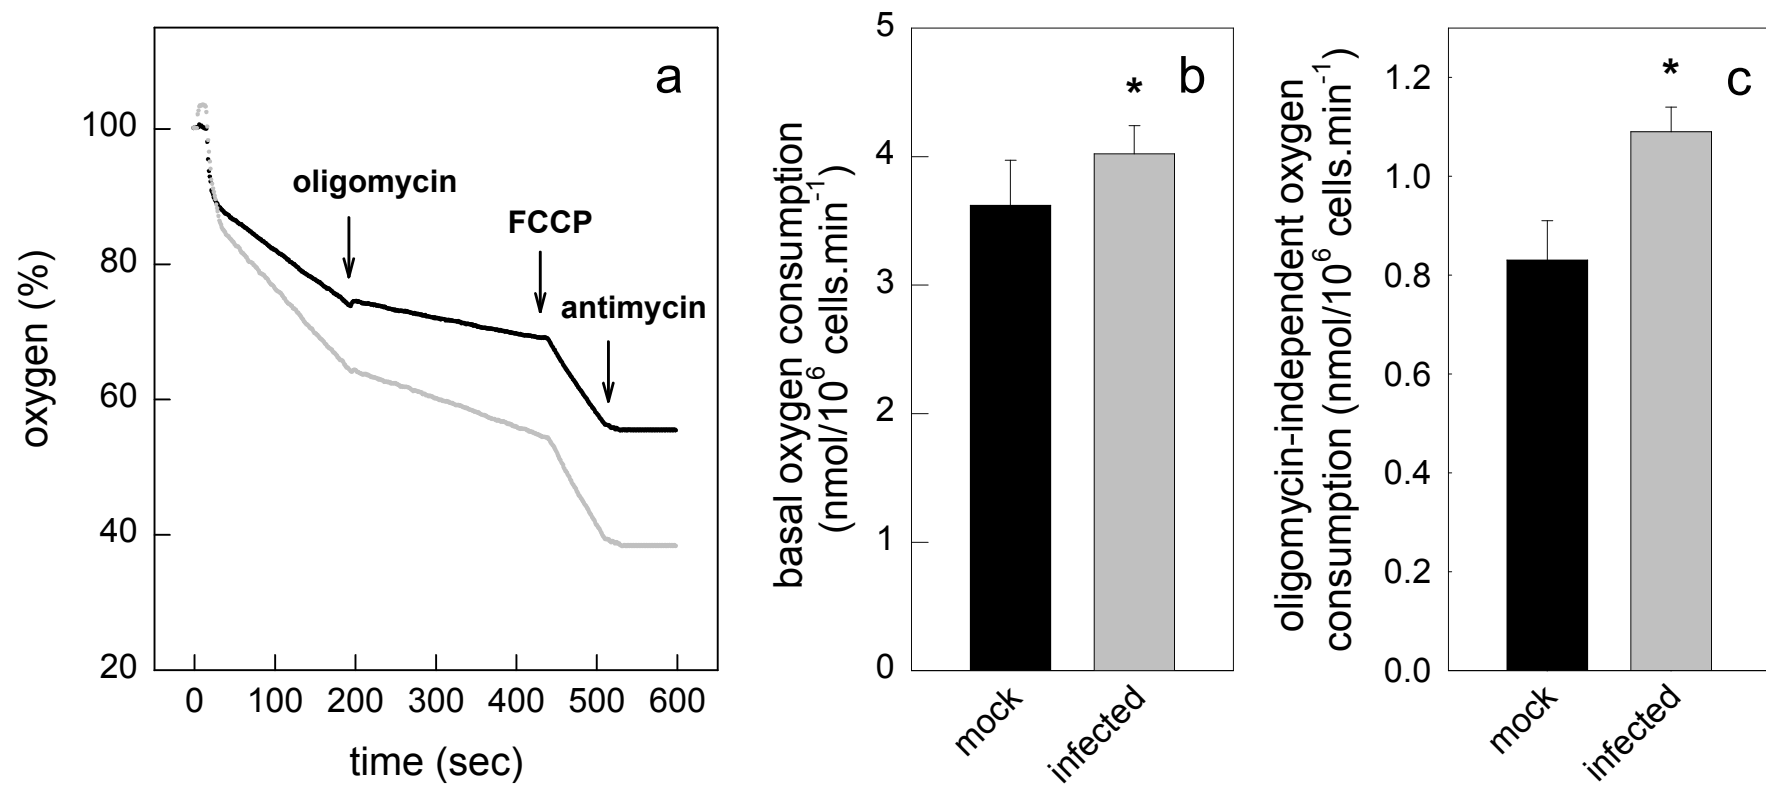 a
oxygen (%)
100
80
60
40
20
oligomycin
FCCP
antimycin
0 100 200 300 400 500 600
time (sec)
b
basal oxygen consumption
(nmol/10⁶ cells.min⁻¹)
5
4
3
2
1
0
*
mock
infected
c
oligomycin-independent oxygen
consumption (nmol/10⁶ cells.min⁻¹)
1.2
1.0
0.8
0.6
0.4
0.2
0.0
*
mock
infected